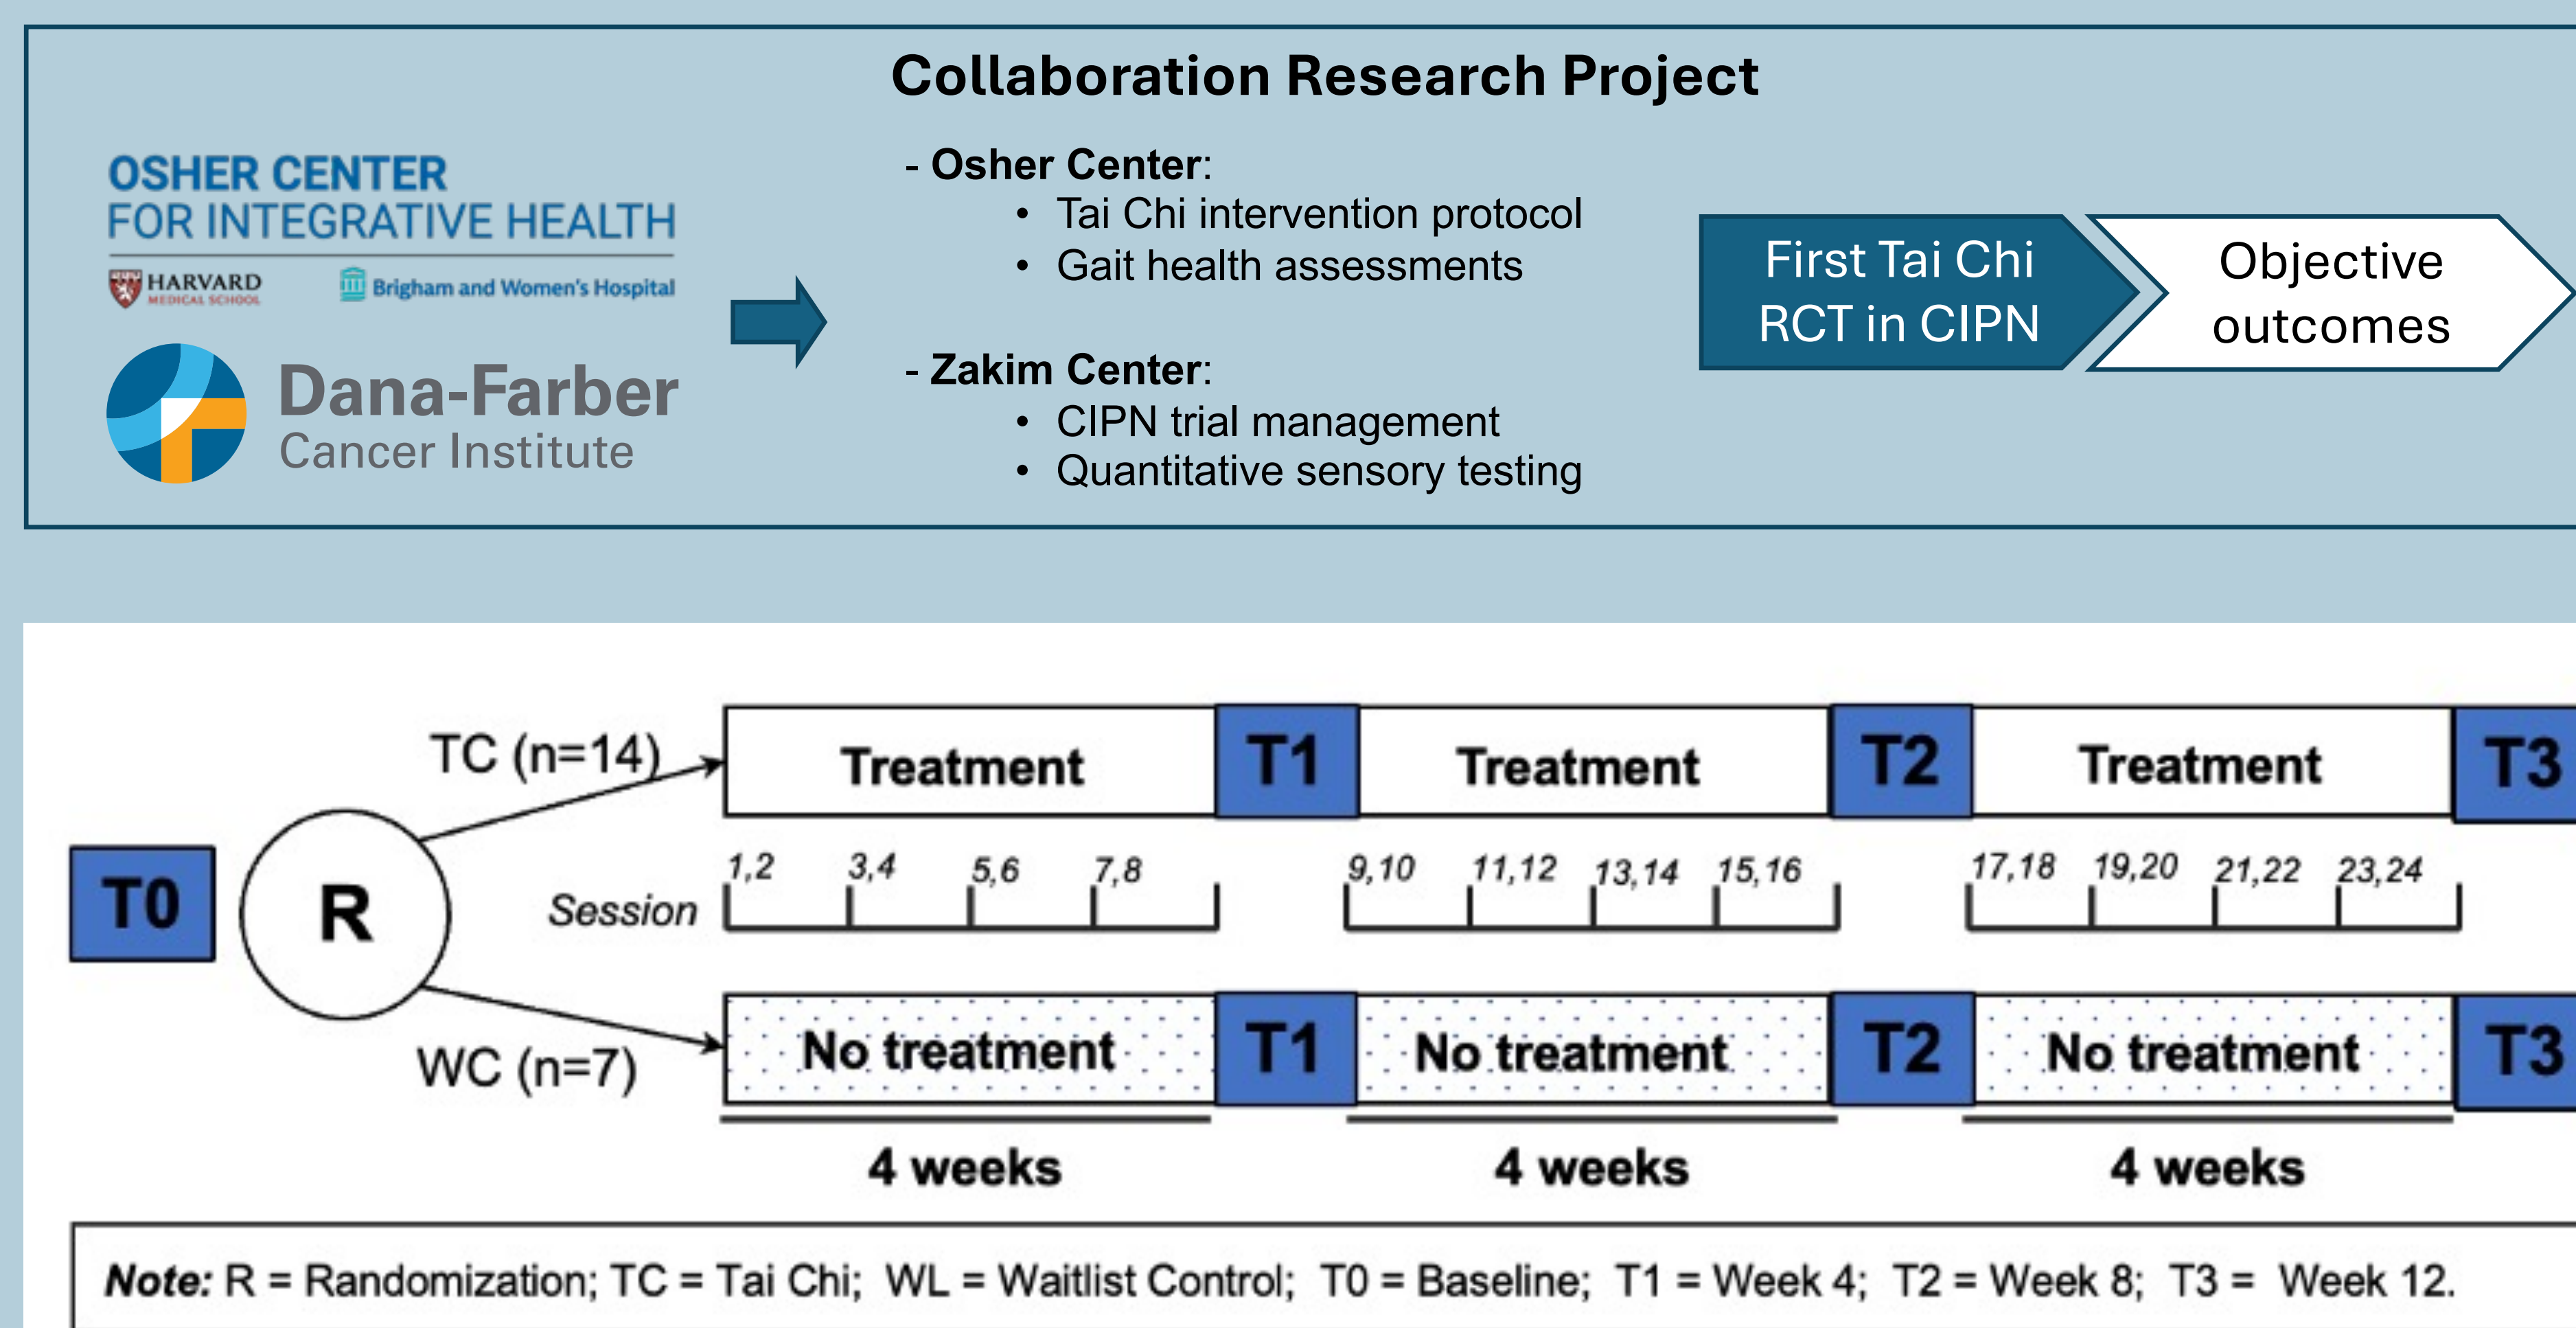 Collaboration Research Project
OSHER CENTER
FOR INTEGRATIVE HEALTH
HARVARD
MEDICAL SCHOOL
Brigham and Women's Hospital
Dana-Farber
Cancer Institute
- Osher Center:
• Tai Chi intervention protocol
• Gait health assessments
- Zakim Center:
• CIPN trial management
• Quantitative sensory testing
First Tai Chi
RCT in CIPN
Objective
outcomes
TC (n=14)
Treatment T1 Treatment T2 Treatment T3
T0
R
Session
1,2 3,4 5,6 7,8 9,10 11,12 13,14 15,16 17,18 19,20 21,22 23,24
WC (n=7)
No treatment T1 No treatment T2 No treatment T3
4 weeks 4 weeks 4 weeks
Note: R = Randomization; TC = Tai Chi; WL = Waitlist Control; T0 = Baseline; T1 = Week 4; T2 = Week 8; T3 = Week 12.